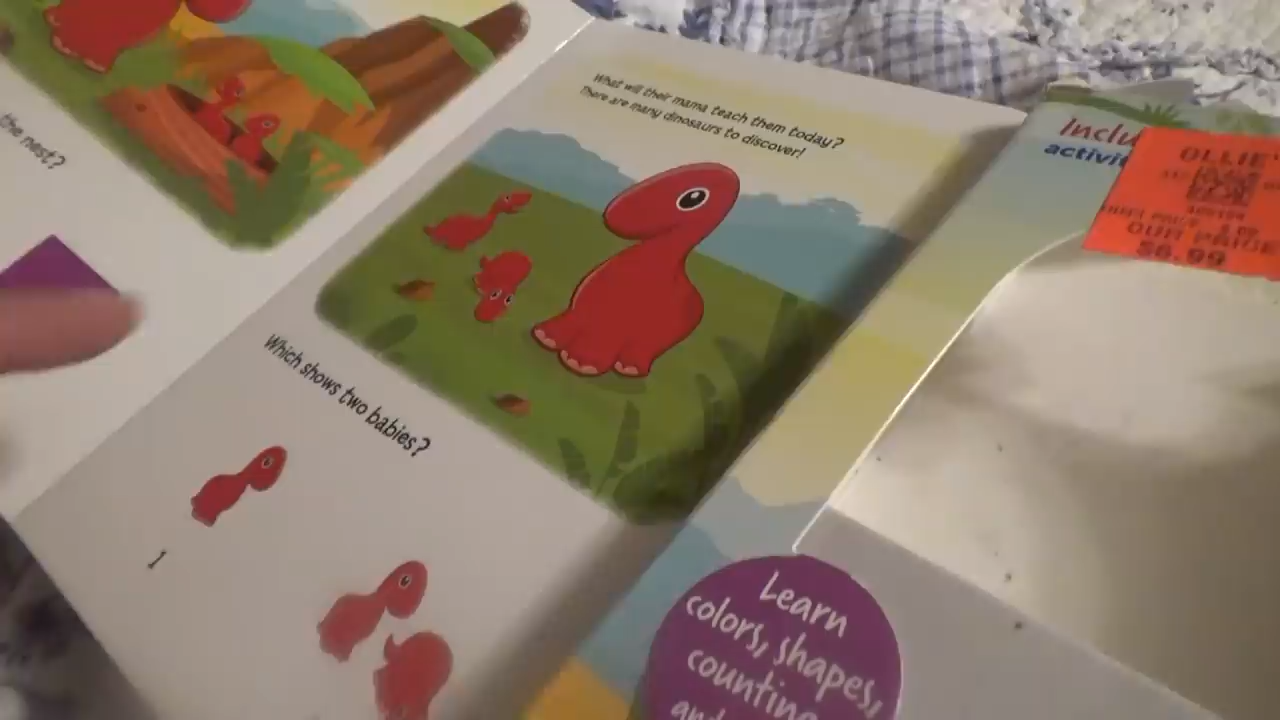 the nest?
What will their mama teach them today?
There are many dinosaurs to discover!
Which shows two babies?
1
OLLIE'
OUR PRICE
$6.99
Learn
colors, shapes,
counting